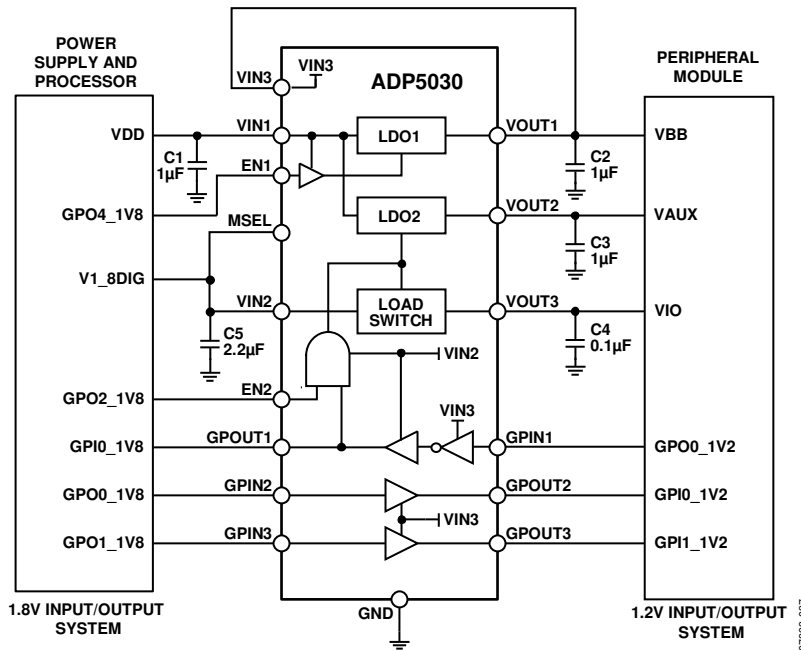 POWER
SUPPLY AND
PROCESSOR
PERIPHERAL
MODULE
ADP5030
VIN3
VIN3
VDD
VIN1
LDO1
VOUT1
VBB
C1
1µF
EN1
C2
1µF
GPO4_1V8
MSEL
LDO2
VOUT2
VAUX
C3
1µF
V1_8DIG
VIN2
LOAD
SWITCH
VOUT3
VIO
C5
2.2µF
C4
0.1µF
VIN2
GPO2_1V8
EN2
VIN3
GPI0_1V8
GPOUT1
GPIN1
GPO0_1V2
GPO0_1V8
GPIN2
GPOUT2
GPI0_1V2
VIN3
GPO1_1V8
GPIN3
GPOUT3
GPI1_1V2
1.8V INPUT/OUTPUT
SYSTEM
GND
1.2V INPUT/OUTPUT
SYSTEM